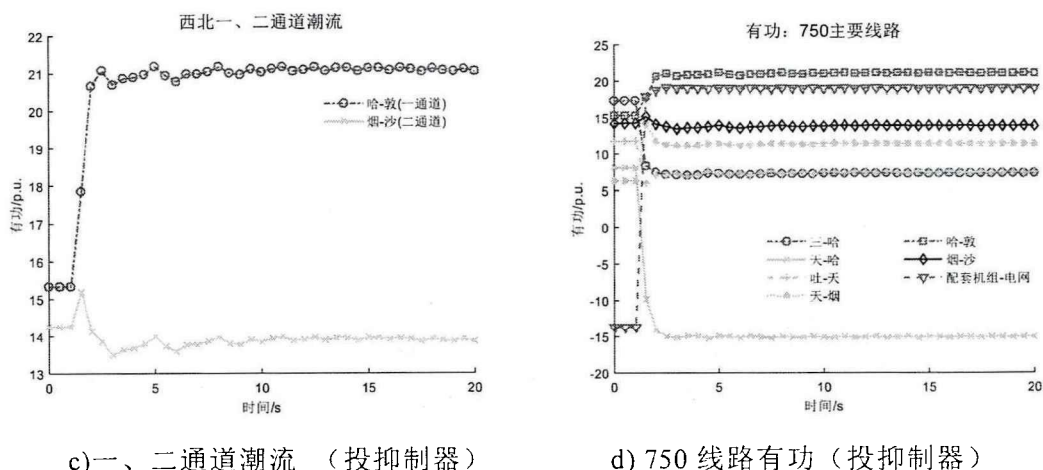 西北一、二通道潮流
22
21
20
19
18
17
16
15
14
13
有功/p.u.
哈-敦(一通道)
烟-沙(二通道)
0
5
10
15
20
时间/s
c)一、二通道潮流 （投抑制器）
有功：750主要线路
25
20
15
10
5
0
-5
-10
-15
-20
有功/p.u.
三-哈
天-哈
吐-天
天-烟
哈-敦
烟-沙
配套机组-电网
0
5
10
15
20
时间/s
d) 750 线路有功（投抑制器）